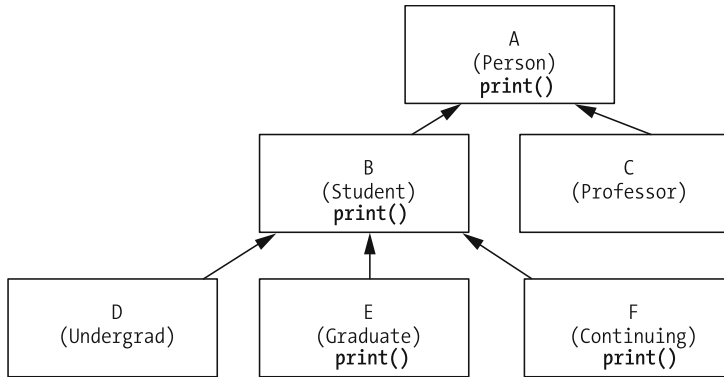 A
(Person)
print()
B
(Student)
print()
C
(Professor)
D
(Undergrad)
E
(Graduate)
print()
F
(Continuing)
print()